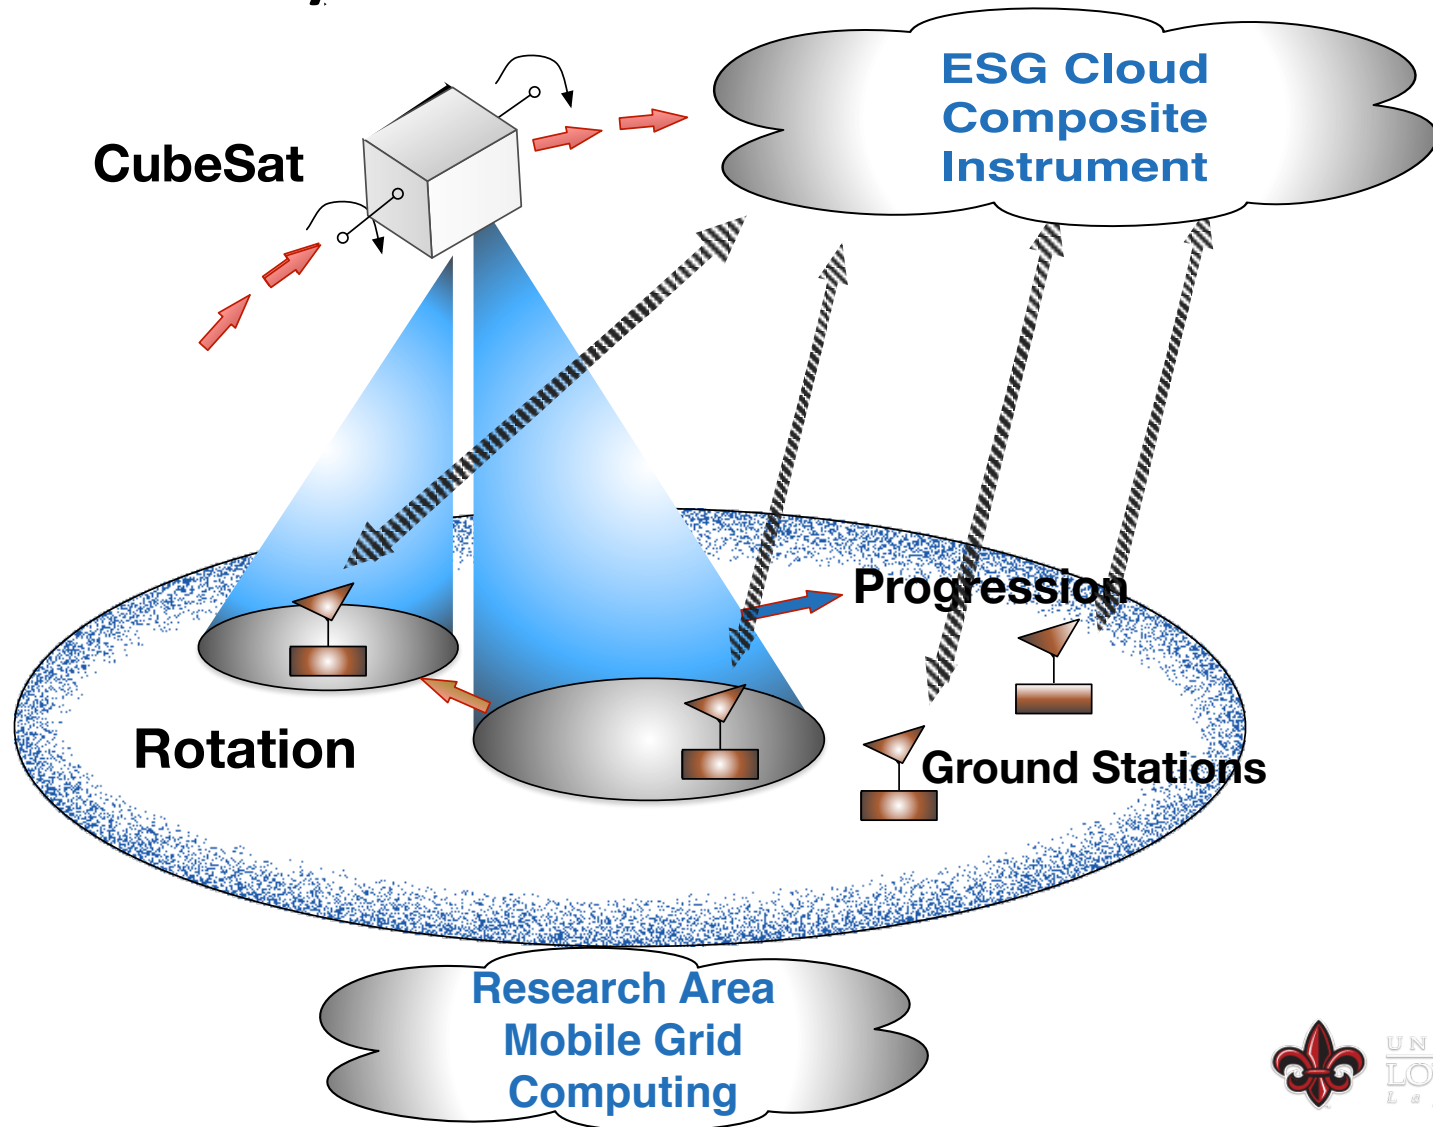 ESG Cloud
Composite
Instrument
CubeSat
Progression
Rotation
Ground Stations
Research Area
Mobile Grid
Computing